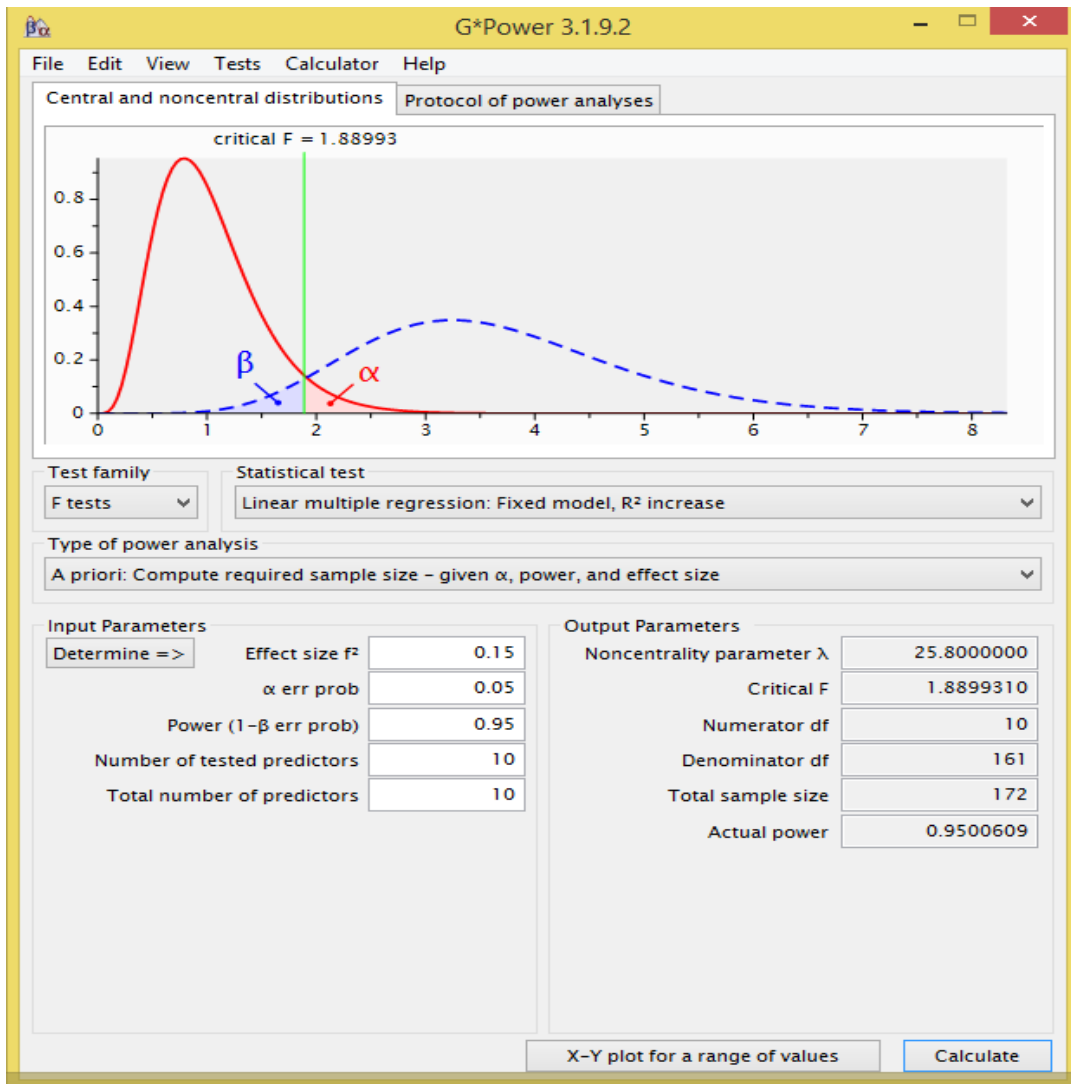 βα G*Power 3.1.9.2
File Edit View Tests Calculator Help
Central and noncentral distributions Protocol of power analyses
critical F = 1.88993
0.8
0.6
0.4
0.2
0
β α
0 1 2 3 4 5 6 7 8
Test family Statistical test
F tests Linear multiple regression: Fixed model, R² increase
Type of power analysis
A priori: Compute required sample size – given α, power, and effect size
Input Parameters Output Parameters
Determine => Effect size f² 0.15 Noncentrality parameter λ 25.8000000
α err prob 0.05 Critical F 1.8899310
Power (1–β err prob) 0.95 Numerator df 10
Number of tested predictors 10 Denominator df 161
Total number of predictors 10 Total sample size 172
Actual power 0.9500609
X–Y plot for a range of values Calculate